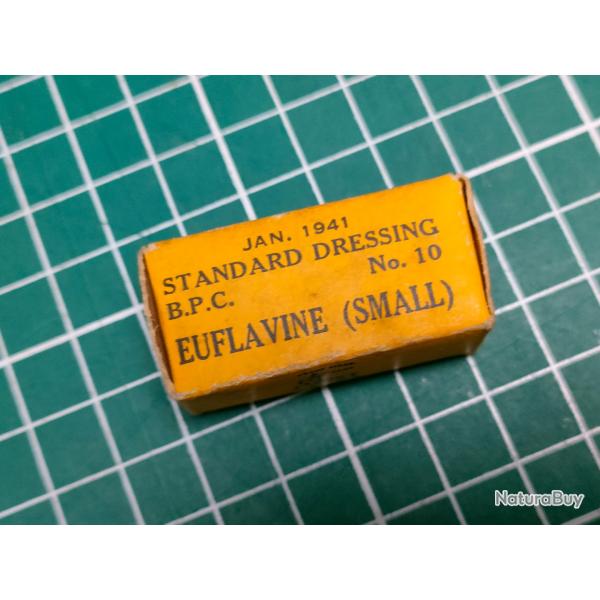 JAN. 1941
STANDARD DRESSING
B.P.C. No. 10
EUFLAVINE (SMALL)
NaturaBuy